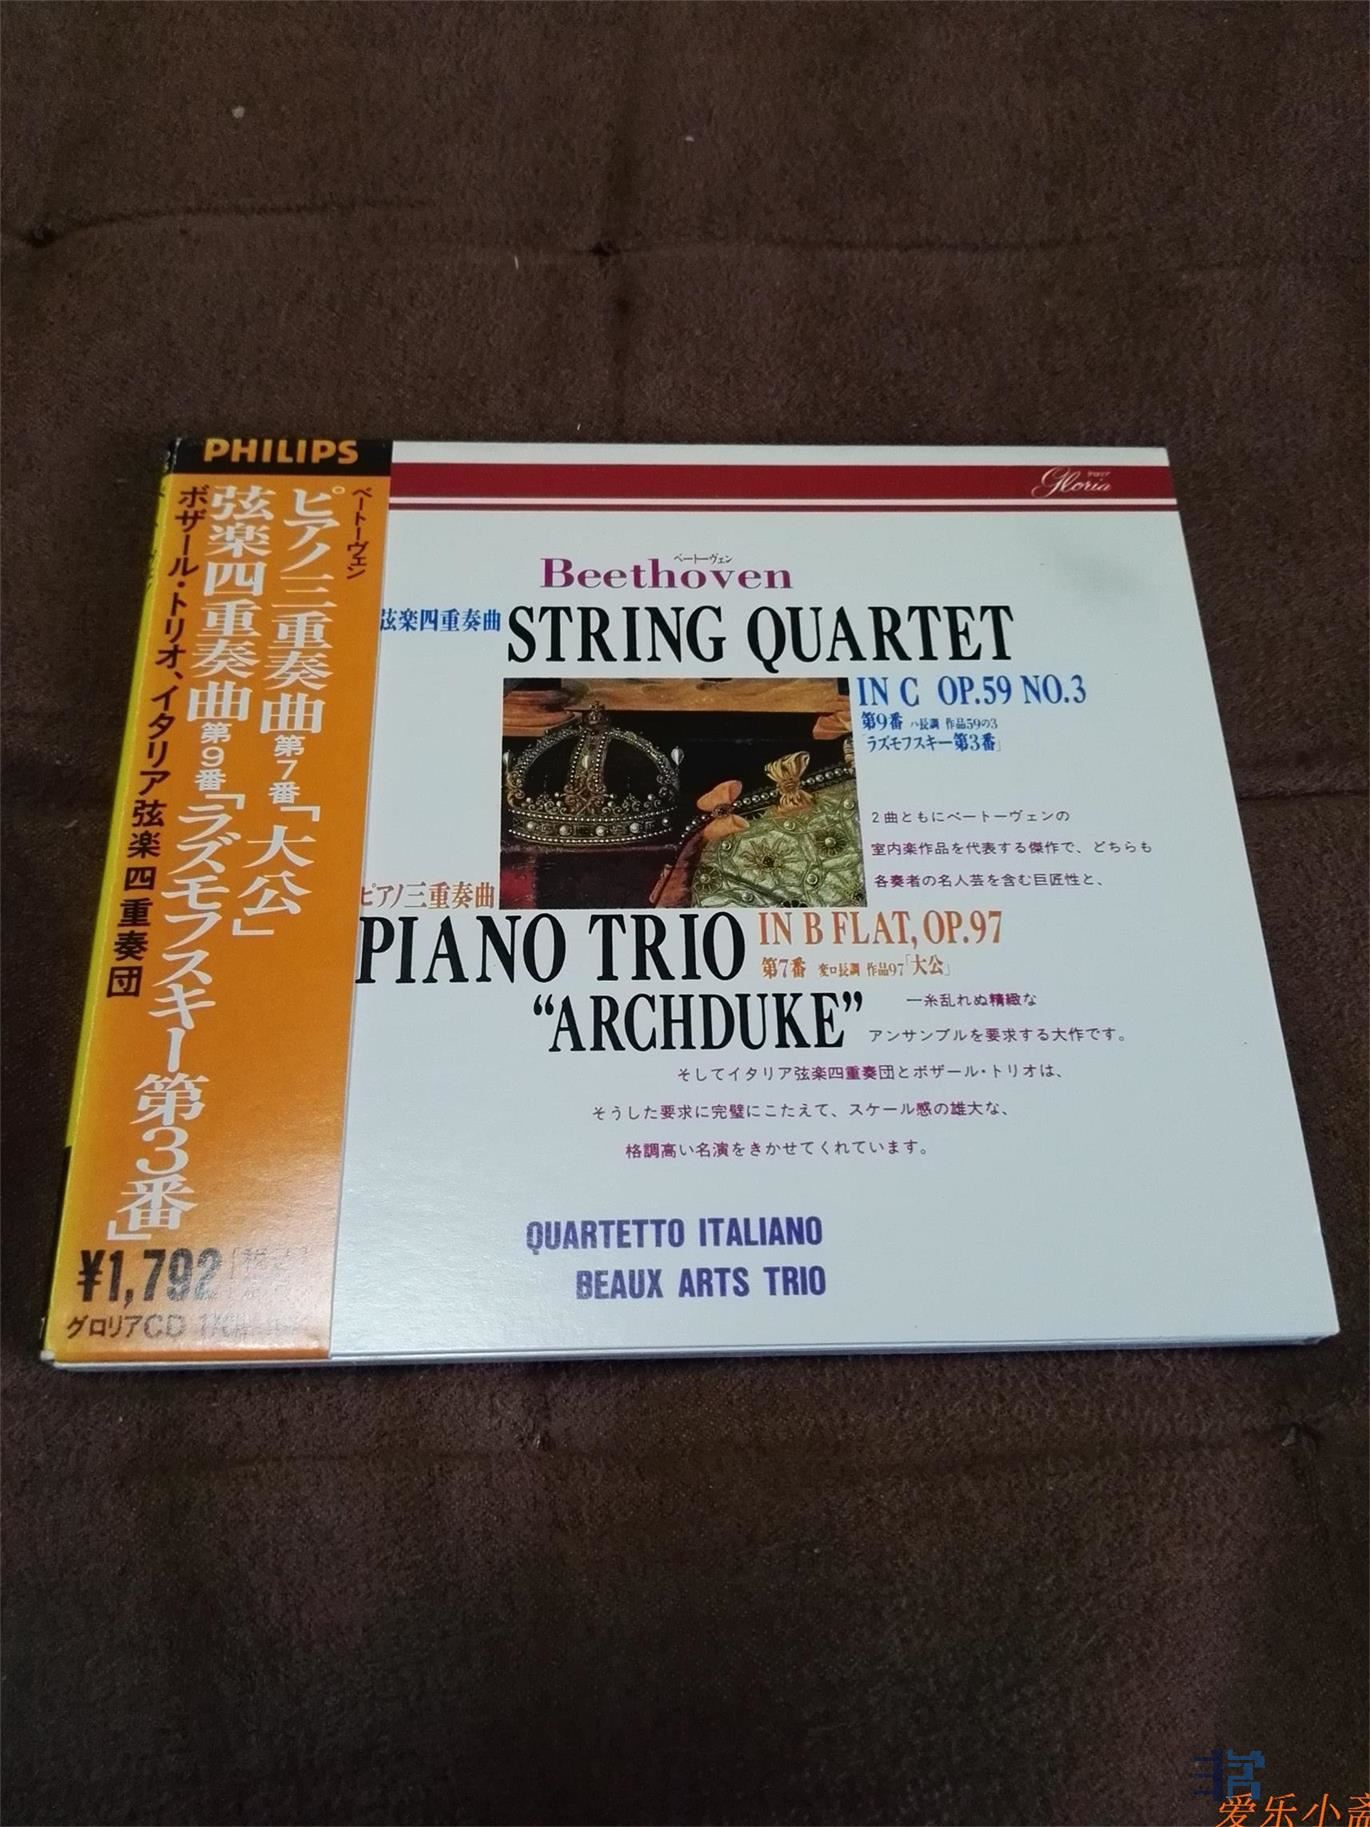 PHILIPS
ベートーヴェン
ピアノ三重奏曲 第7番「大公」
弦楽四重奏曲 第9番「ラズモフスキー第3番」
ボザール・トリオ、イタリア弦楽四重奏団
¥1,792
グロリアCD
グロリア
Gloria
ベートーヴェン
Beethoven
弦楽四重奏曲 STRING QUARTET
IN C OP.59 NO.3
第9番 ハ長調 作品59の3
「ラズモフスキー第3番」
2曲ともにベートーヴェンの
室内楽作品を代表する傑作で、どちらも
各奏者の名人芸を含む巨匠性と、
ピアノ三重奏曲
PIANO TRIO IN B FLAT, OP.97
第7番 変ロ長調 作品97「大公」
“ARCHDUKE”
一糸乱れぬ精緻な
アンサンブルを要求する大作です。
そしてイタリア弦楽四重奏団とボザール・トリオは、
そうした要求に完璧にこたえて、スケール感の雄大な、
格調高い名演をきかせてくれています。
QUARTETTO ITALIANO
BEAUX ARTS TRIO
爱乐小斋